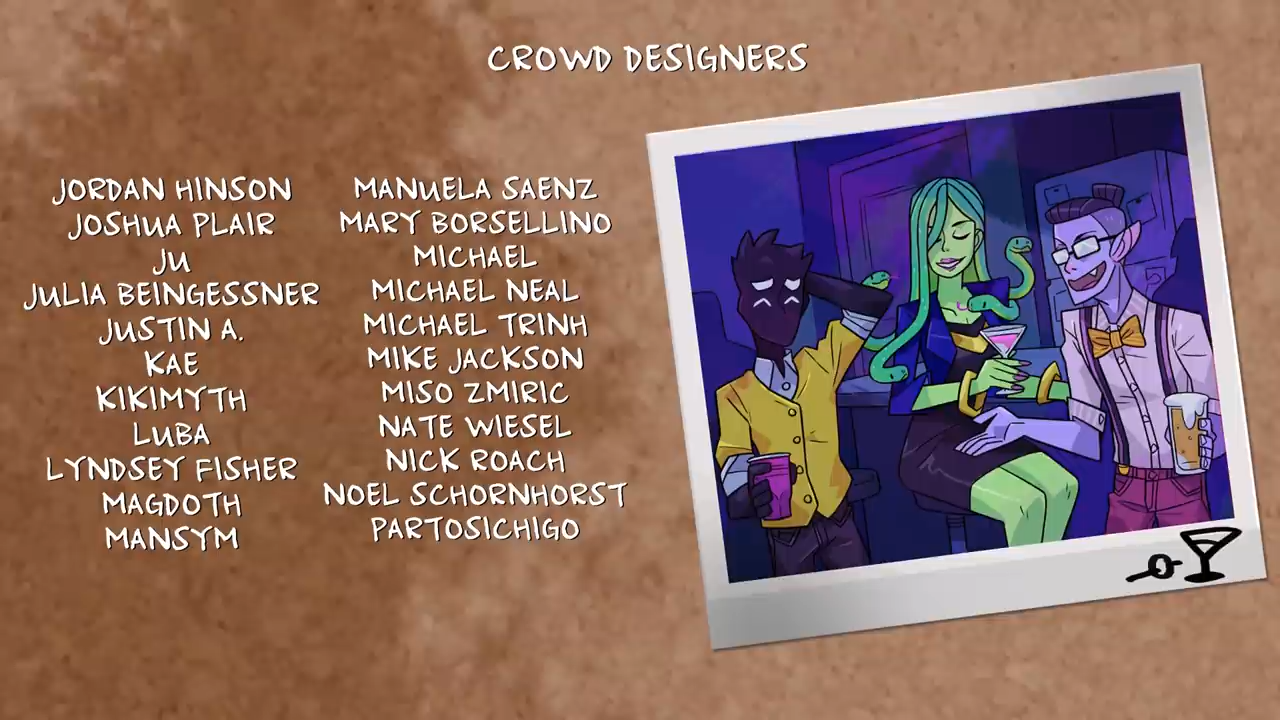 CROWD DESIGNERS
JORDAN HINSON
JOSHUA PLAIR
JU
JULIA BEINGESSNER
JUSTIN A.
KAE
KIKIMYTH
LUBA
LYNDSEY FISHER
MAGDOTH
MANSYM
MANUELA SAENZ
MARY BORSELLINO
MICHAEL
MICHAEL NEAL
MICHAEL TRINH
MIKE JACKSON
MISO ZMIRIC
NATE WIESEL
NICK ROACH
NOEL SCHORNHORST
PARTOSICHIGO